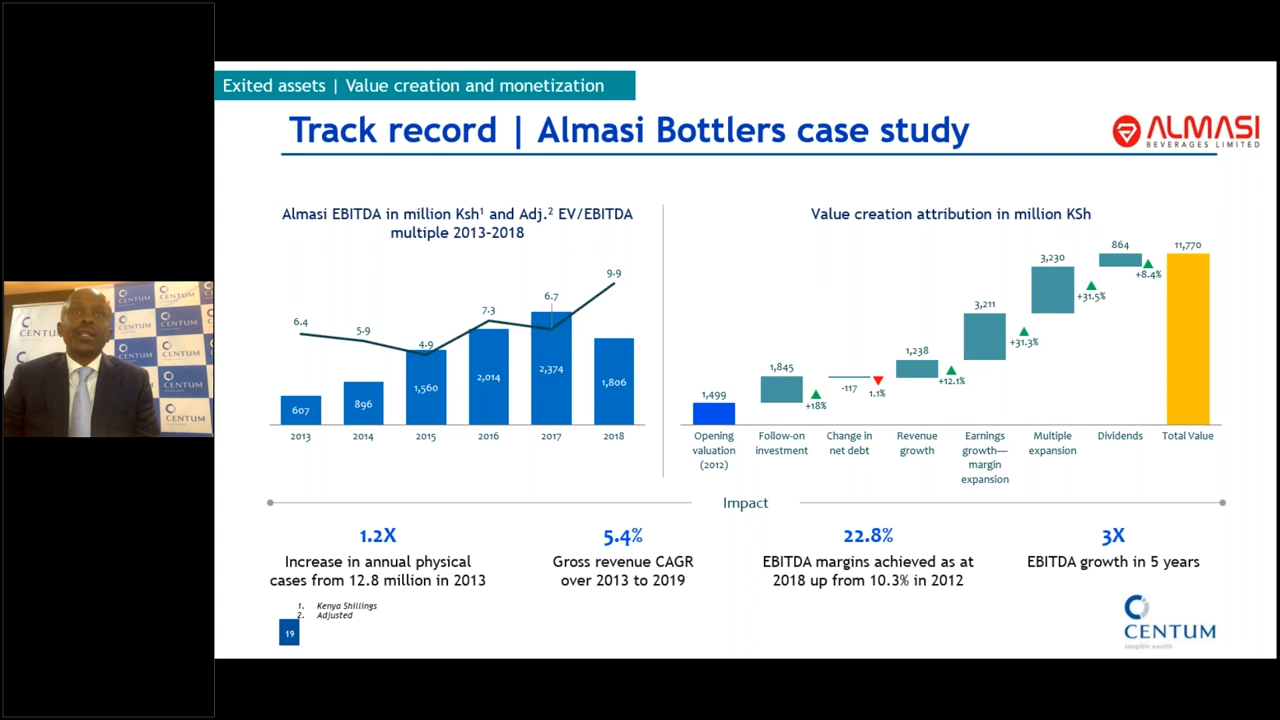 Exited assets | Value creation and monetization
Track record | Almasi Bottlers case study
ALMASI
BEVERAGES LIMITED
Almasi EBITDA in million Ksh¹ and Adj.² EV/EBITDA
multiple 2013-2018
6.4
5.9
4.9
7.3
6.7
9.9
607
896
1,560
2,014
2,374
1,806
2013
2014
2015
2016
2017
2018
Value creation attribution in million KSh
1,499
1,845
+18%
-117
1.1%
1,238
+12.1%
3,211
+31.3%
3,230
+31.5%
864
+8.4%
11,770
Opening
valuation
(2012)
Follow-on
investment
Change in
net debt
Revenue
growth
Earnings
growth—
margin
expansion
Multiple
expansion
Dividends
Total Value
Impact
1.2X
Increase in annual physical
cases from 12.8 million in 2013
5.4%
Gross revenue CAGR
over 2013 to 2019
22.8%
EBITDA margins achieved as at
2018 up from 10.3% in 2012
3X
EBITDA growth in 5 years
1. Kenya Shillings
2. Adjusted
19
CENTUM
tangible wealth
CENTUM
CENTUM
CENTUM
CENTUM
CENTUM
CENTUM